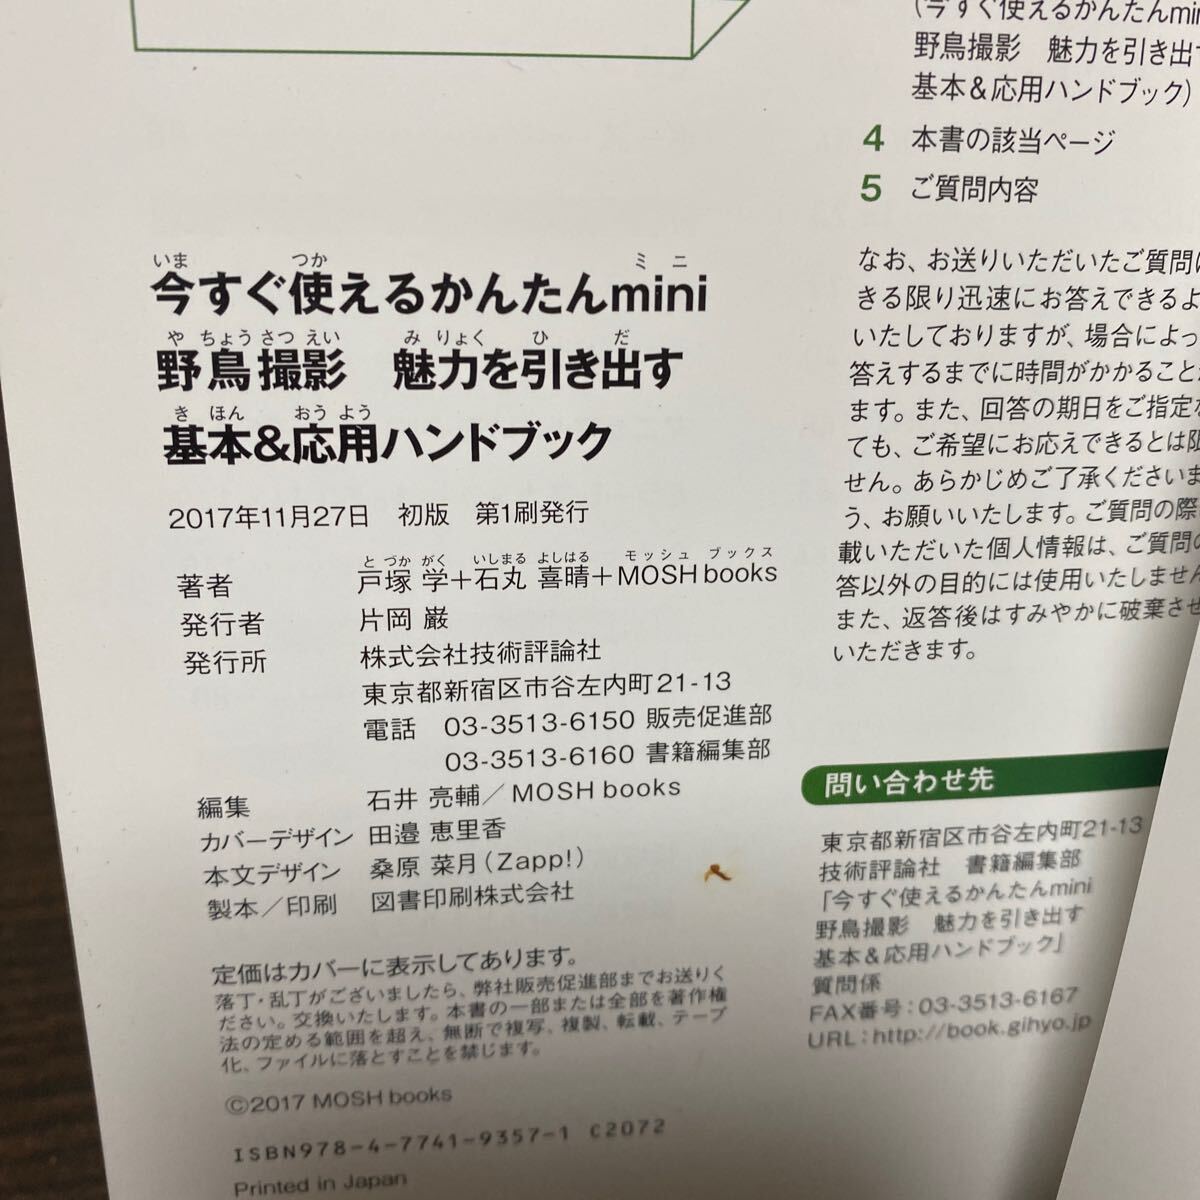 いま つか ミニ
今すぐ使えるかんたんmini
や ちょう さつ えい み りょく ひ だ
野鳥撮影 魅力を引き出す
き ほん おう よう
基本&応用ハンドブック
2017年11月27日 初版 第1刷発行
と づか がく いしまる よしはる モッシュ ブックス
著者 戸塚 学+石丸 喜晴+MOSH books
発行者 片岡 巌
発行所 株式会社技術評論社
東京都新宿区市谷左内町21-13
電話 03-3513-6150 販売促進部
03-3513-6160 書籍編集部
編集 石井 亮輔/MOSH books
カバーデザイン 田邉 恵里香
本文デザイン 桑原 菜月(Zapp!)
製本/印刷 図書印刷株式会社
定価はカバーに表示してあります。
落丁・乱丁がございましたら、弊社販売促進部までお送りく
ださい。交換いたします。本書の一部または全部を著作権
法の定める範囲を超え、無断で複写、複製、転載、テープ
化、ファイルに落とすことを禁じます。
©2017 MOSH books
ISBN978-4-7741-9357-1 C2072
Printed in Japan
(今すぐ使えるかんたんmini
野鳥撮影 魅力を引き出
基本&応用ハンドブック)
4 本書の該当ページ
5 ご質問内容
なお、お送りいただいたご質問に
きる限り迅速にお答えできるよ
いたしておりますが、場合によっ
答えするまでに時間がかかること
ます。また、回答の期日をご指定
ても、ご希望にお応えできるとは限
せん。あらかじめご了承くださいま
う、お願いいたします。ご質問の際
載いただいた個人情報は、ご質問の
答以外の目的には使用いたしません
また、返答後はすみやかに破棄させ
いただきます。
問い合わせ先
東京都新宿区市谷左内町21-13
技術評論社 書籍編集部
「今すぐ使えるかんたんmini
野鳥撮影 魅力を引き出す
基本&応用ハンドブック」
質問係
FAX番号:03-3513-6167
URL:http://book.gihyo.jp